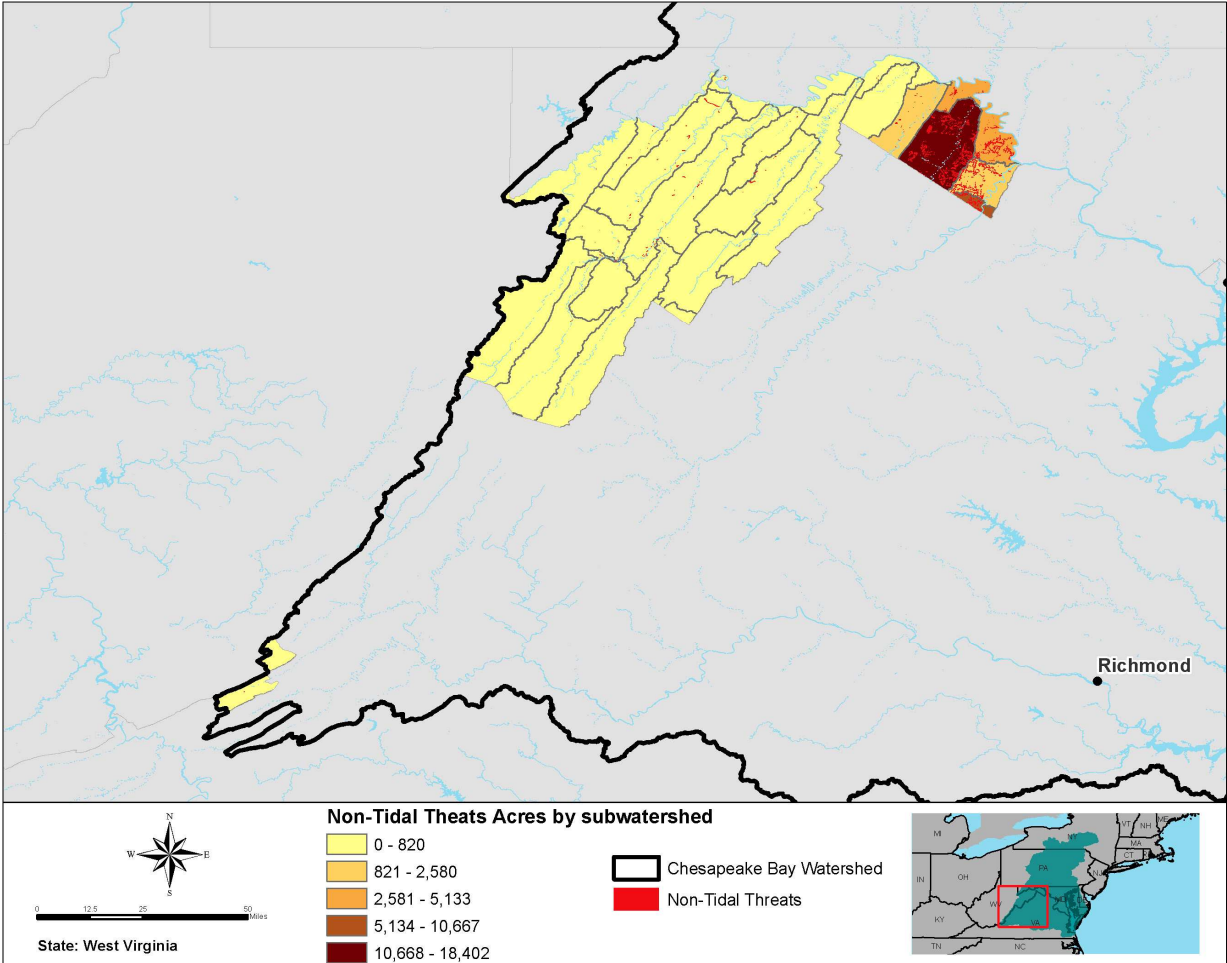 Richmond
N
W
E
S
0
12.5
25
50
Miles
State: West Virginia
Non-Tidal Theats Acres by subwatershed
0 - 820
821 - 2,580
2,581 - 5,133
5,134 - 10,667
10,668 - 18,402
Chesapeake Bay Watershed
Non-Tidal Threats
MI
NY
VT
NH
ME
MA
CT
PA
NJ
IN
OH
WV
DE
KY
VA
TN
NC